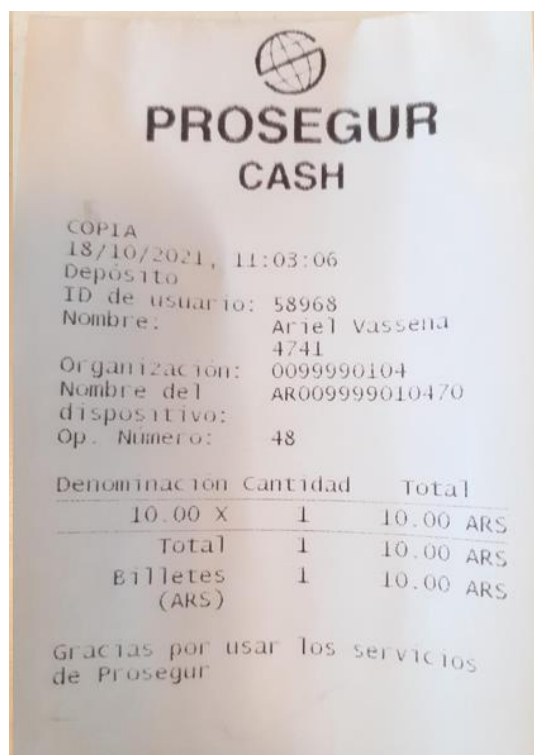 PROSEGUR
CASH
COPIA
18/10/2021, 11:03:06
Depósito
ID de usuario: 58968
Nombre: Ariel Vassena
4741
Organización: 0099990104
Nombre del AR009999010470
dispositivo:
Op. Número: 48
Denominación Cantidad Total
10.00 X 1 10.00 ARS
Total 1 10.00 ARS
Billetes 1 10.00 ARS
(ARS)
Gracias por usar los servicios
de Prosegur